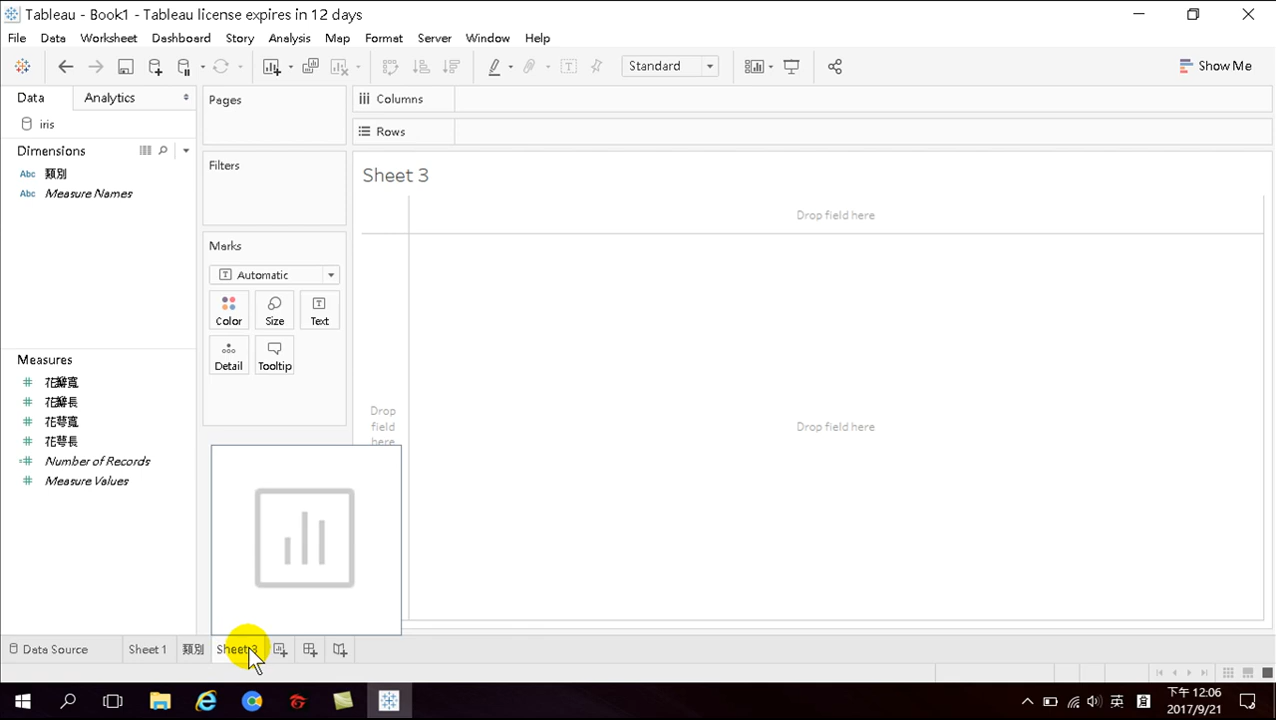 Tableau - Book1 - Tableau license expires in 12 days
File Data Worksheet Dashboard Story Analysis Map Format Server Window Help
Standard
Show Me
Data Analytics
iris
Dimensions
Abc 類別
Abc Measure Names
Measures
花瓣寬
花瓣長
花萼寬
花萼長
Number of Records
Measure Values
Pages
Filters
Marks
Automatic
Color Size Text
Detail Tooltip
Columns
Rows
Sheet 3
Drop field here
Drop
field
here
Drop field here
Data Source Sheet 1 類別 Sheet 3
英
下午 12:06
2017/9/21